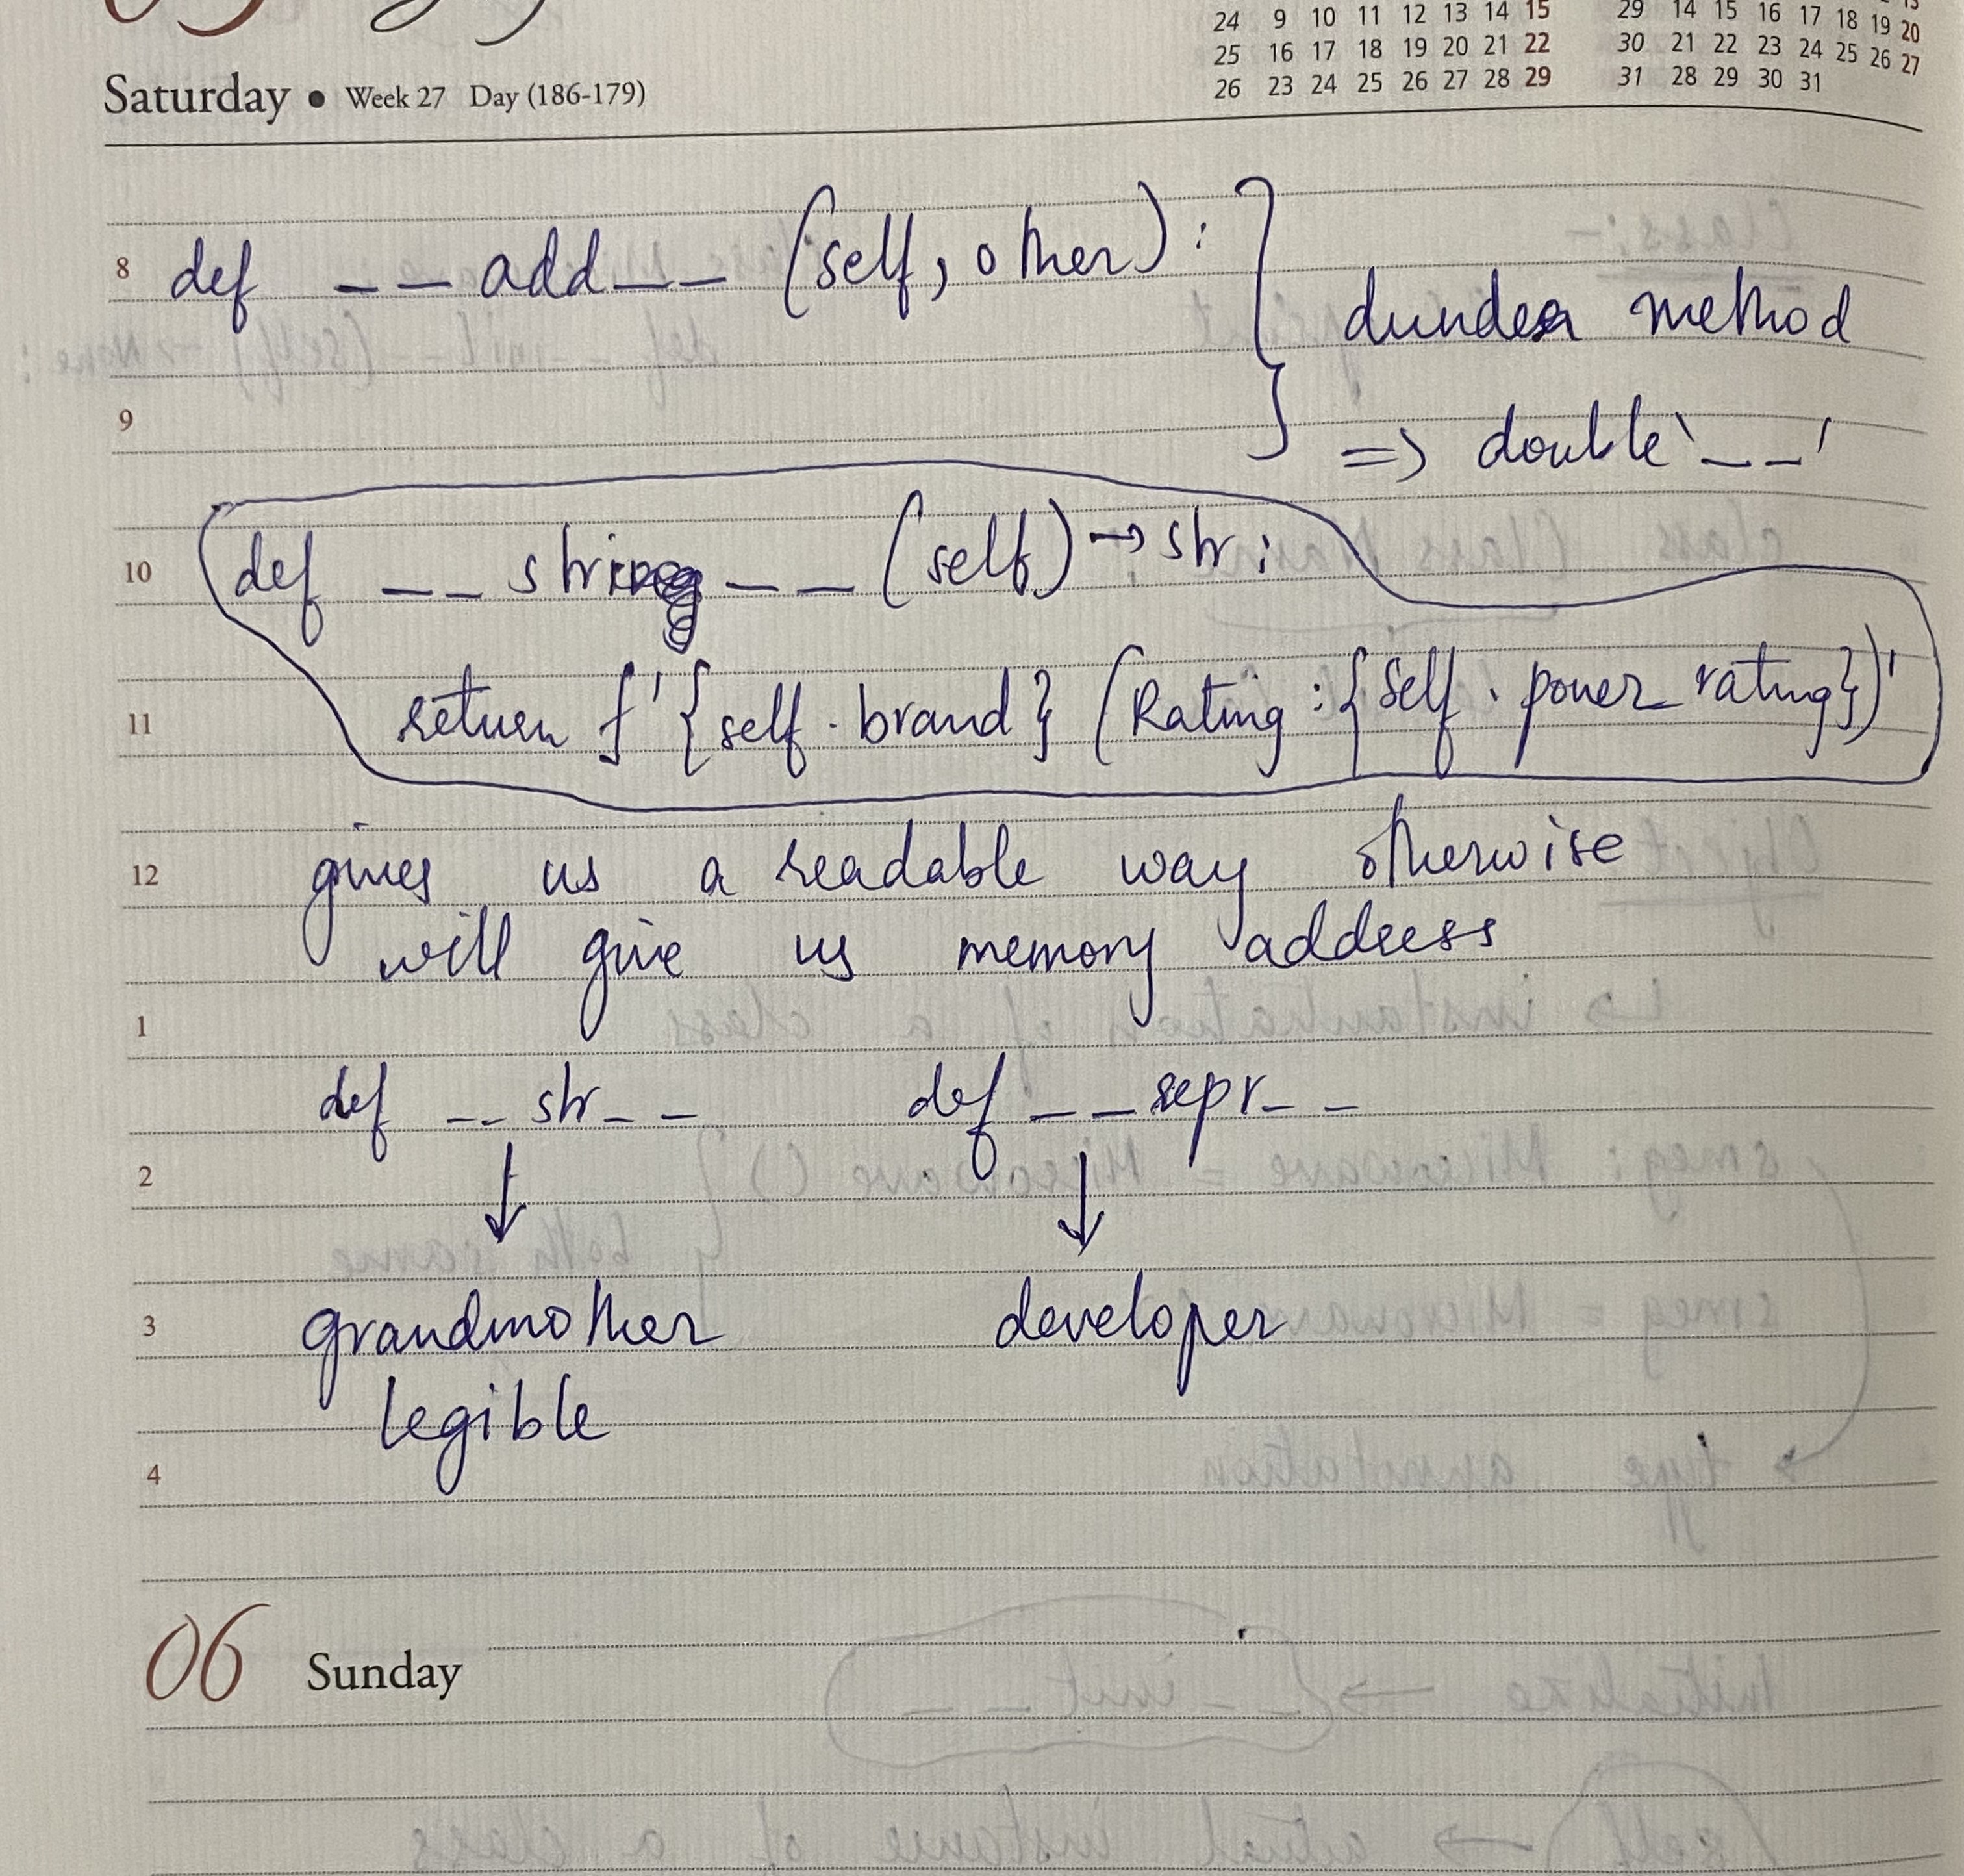 24 9 10 11 12 13 14 15 29 14 15 16 17 18 19 20
25 16 17 18 19 20 21 22 30 21 22 23 24 25 26 27
26 23 24 25 26 27 28 29 31 28 29 30 31
Saturday • Week 27 Day (186-179)
8 def __add__ (self, other) :
dunder method
9
=> double '__'
10 def __str__ (self) → str :
11 return f'{self.brand} (Rating : {self.power_rating})'
12 gives us a readable way otherwise
will give us memory address
1
def __str__ def __repr__
2
3 grandmother developer
legible
4
06 Sunday